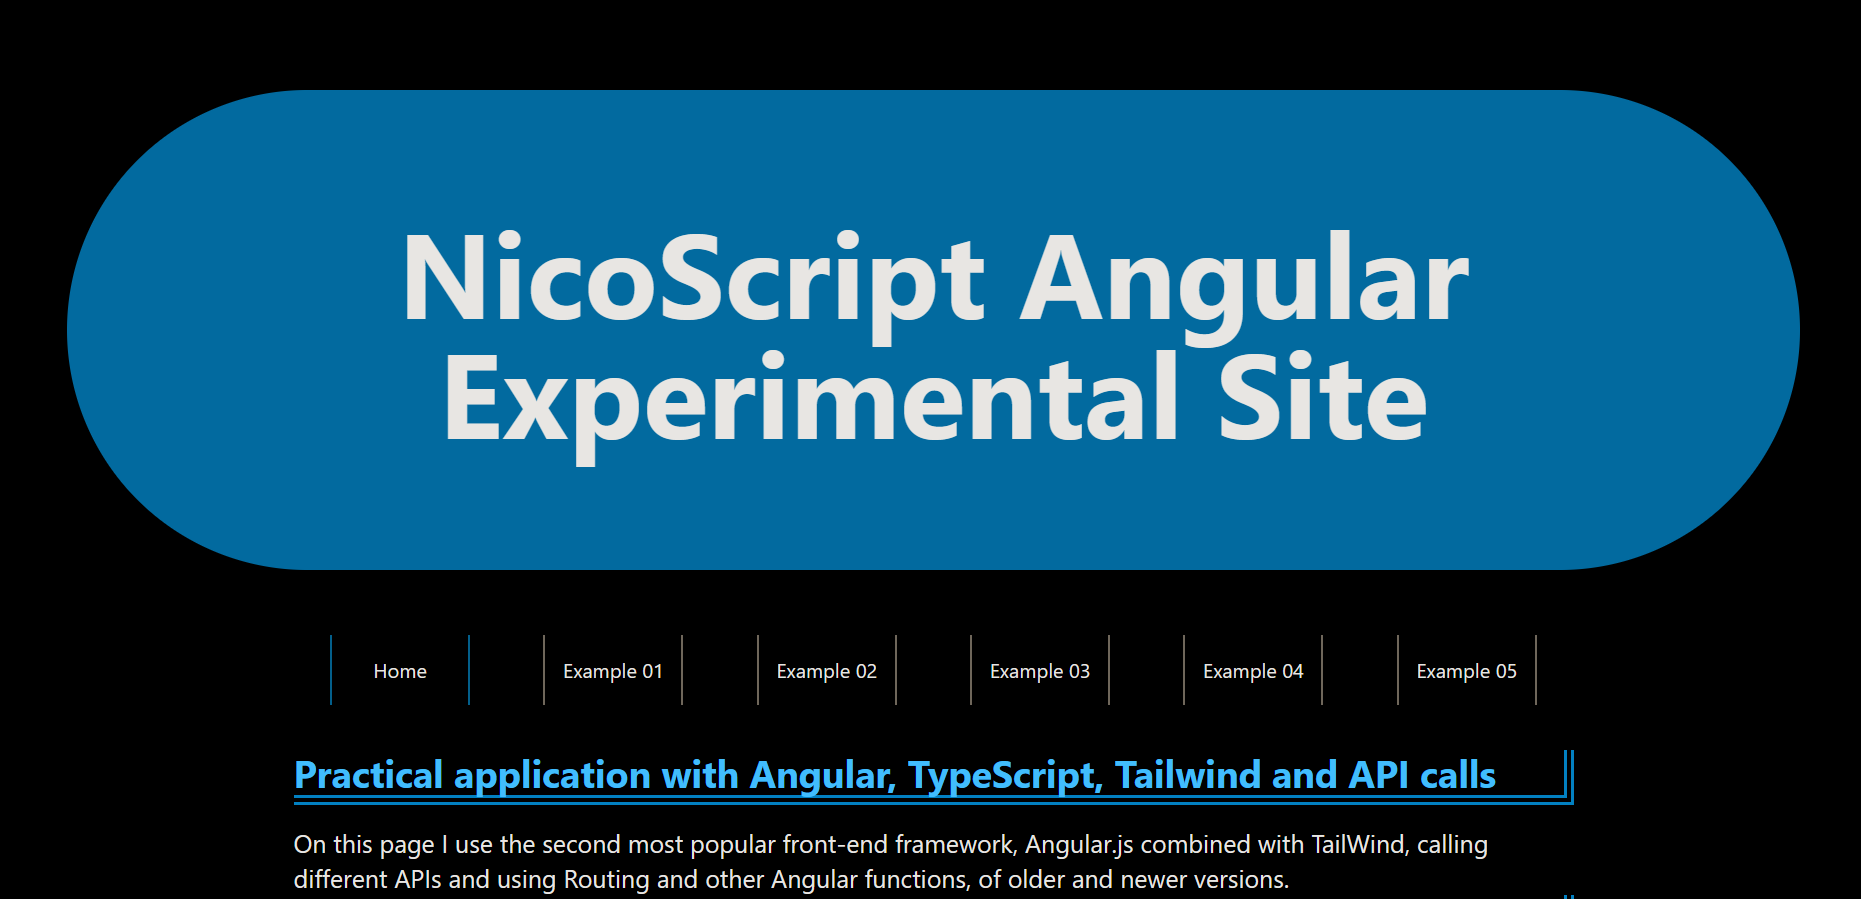 NicoScript Angular
Experimental Site
Home
Example 01
Example 02
Example 03
Example 04
Example 05
Practical application with Angular, TypeScript, Tailwind and API calls
On this page I use the second most popular front-end framework, Angular.js combined with TailWind, calling
different APIs and using Routing and other Angular functions, of older and newer versions.